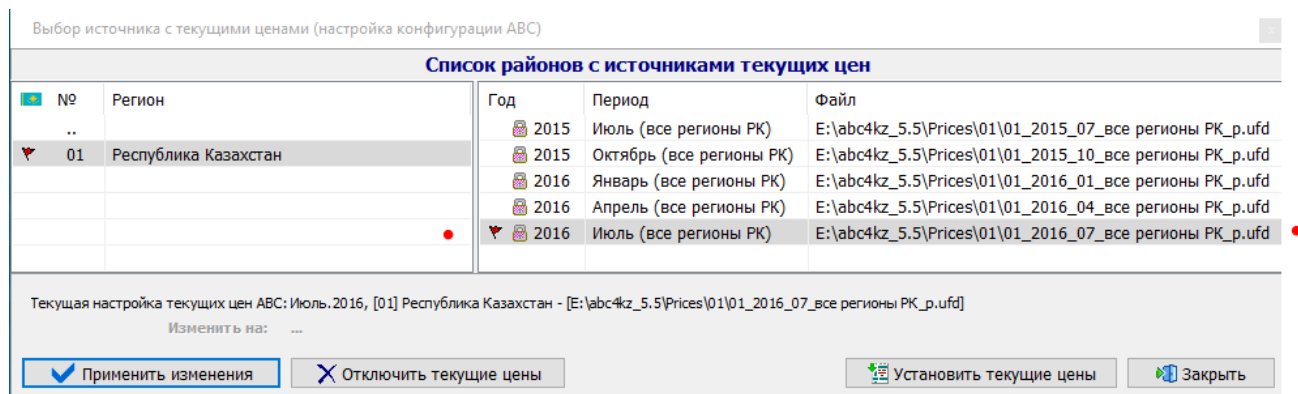 Выбор источника с текущими ценами (настройка конфигурации АВС)
x
Список районов с источниками текущих цен
№ Регион Год Период Файл
.. 2015 Июль (все регионы РК) E:\abc4kz_5.5\Prices\01\01_2015_07_все регионы РК_p.ufd
01 Республика Казахстан 2015 Октябрь (все регионы РК) E:\abc4kz_5.5\Prices\01\01_2015_10_все регионы РК_p.ufd
2016 Январь (все регионы РК) E:\abc4kz_5.5\Prices\01\01_2016_01_все регионы РК_p.ufd
2016 Апрель (все регионы РК) E:\abc4kz_5.5\Prices\01\01_2016_04_все регионы РК_p.ufd
2016 Июль (все регионы РК) E:\abc4kz_5.5\Prices\01\01_2016_07_все регионы РК_p.ufd
Текущая настройка текущих цен АВС: Июль.2016, [01] Республика Казахстан - [E:\abc4kz_5.5\Prices\01\01_2016_07_все регионы РК_p.ufd]
Изменить на: ...
Применить изменения Отключить текущие цены Установить текущие цены Закрыть